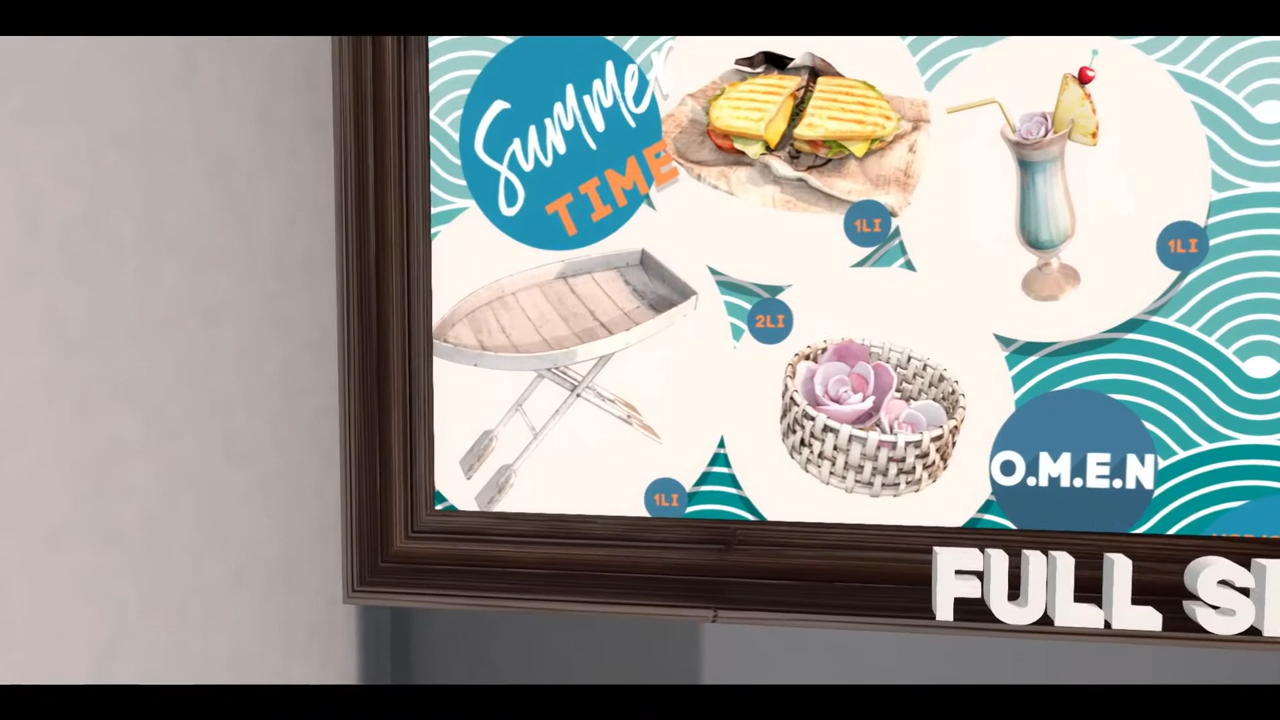 Summer
TIME
1LI
1LI
2LI
1LI
O.M.E.N
FULL